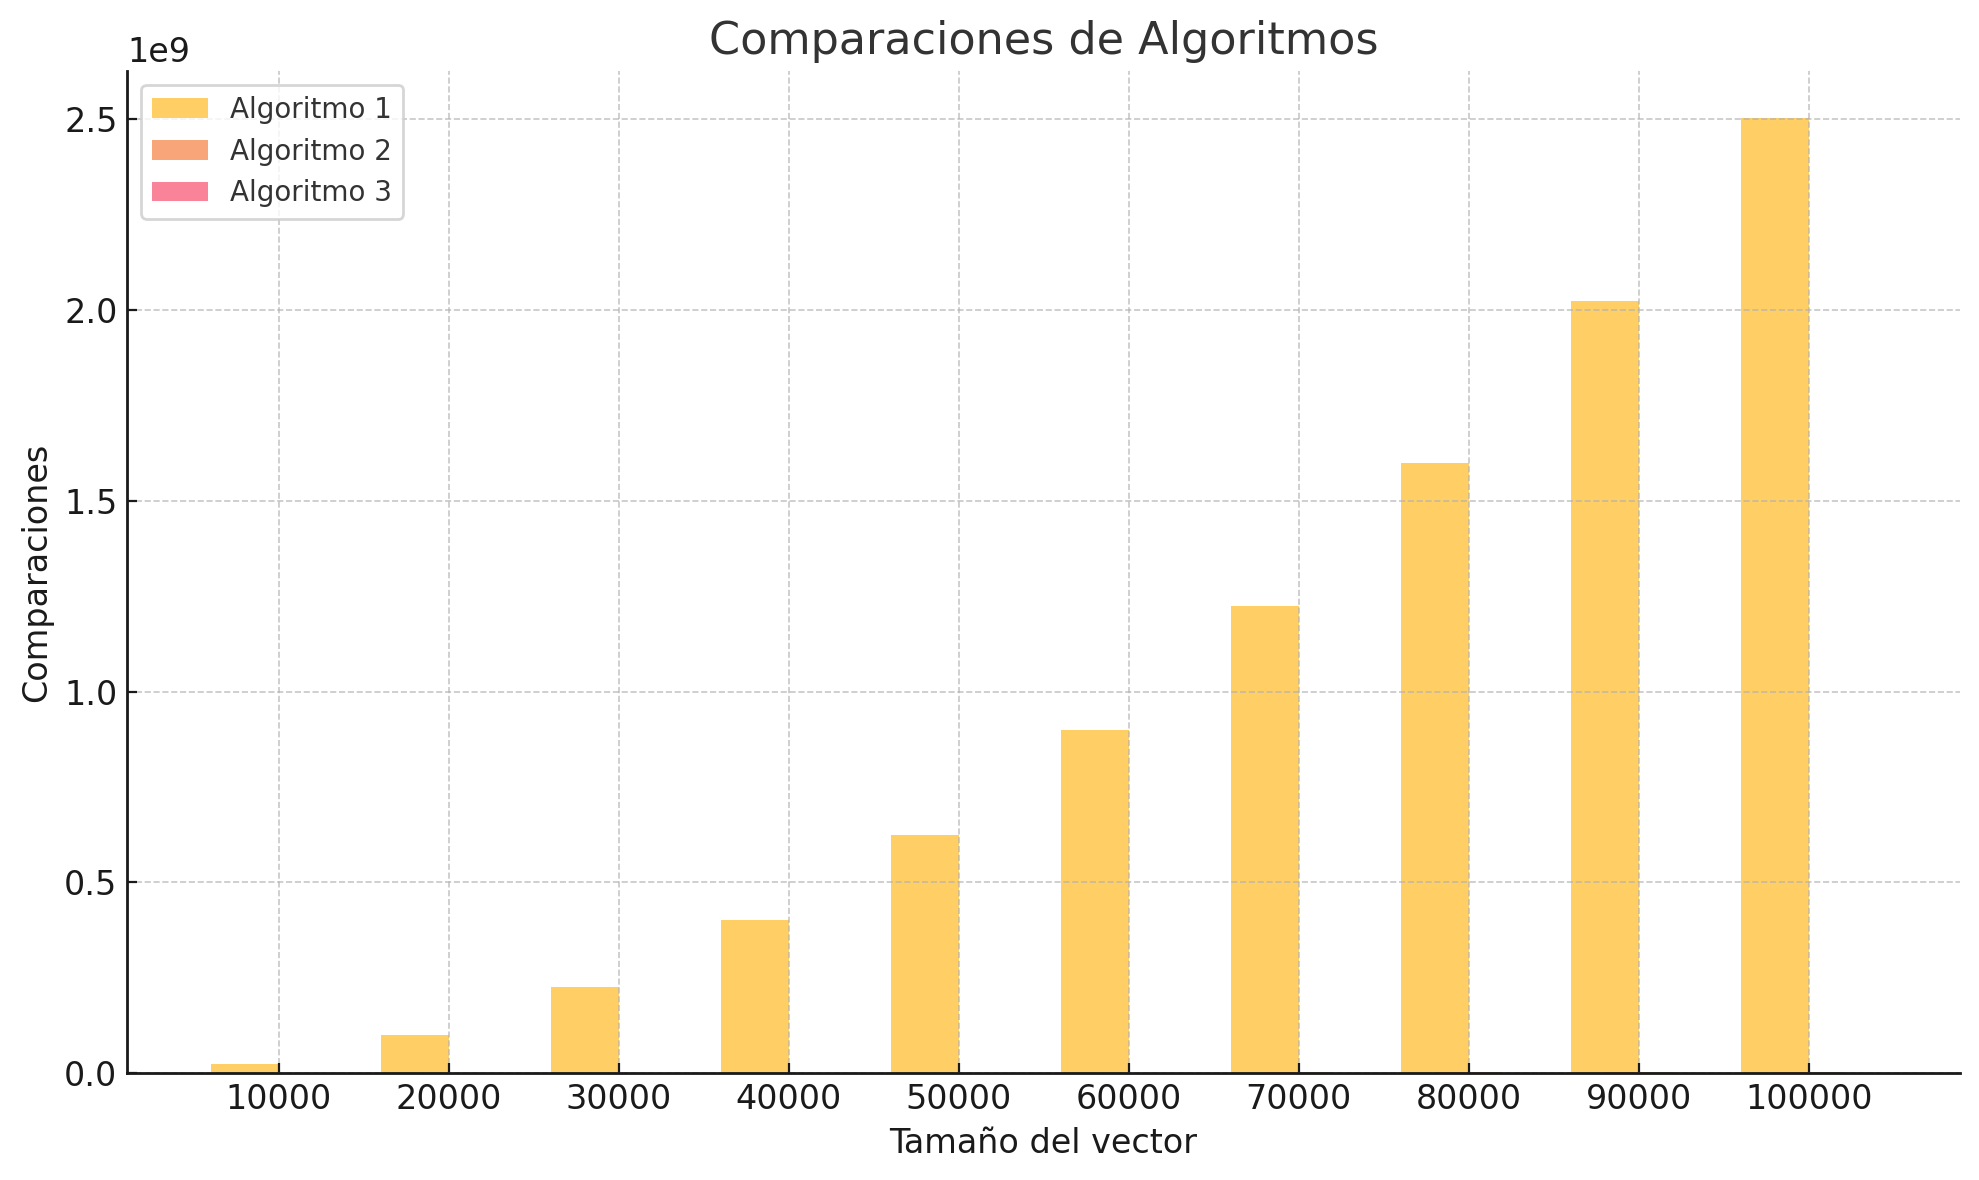 Comparaciones de Algoritmos
1e9
Algoritmo 1
Algoritmo 2
Algoritmo 3
2.5
2.0
1.5
1.0
0.5
0.0
Comparaciones
10000 20000 30000 40000 50000 60000 70000 80000 90000 100000
Tamaño del vector